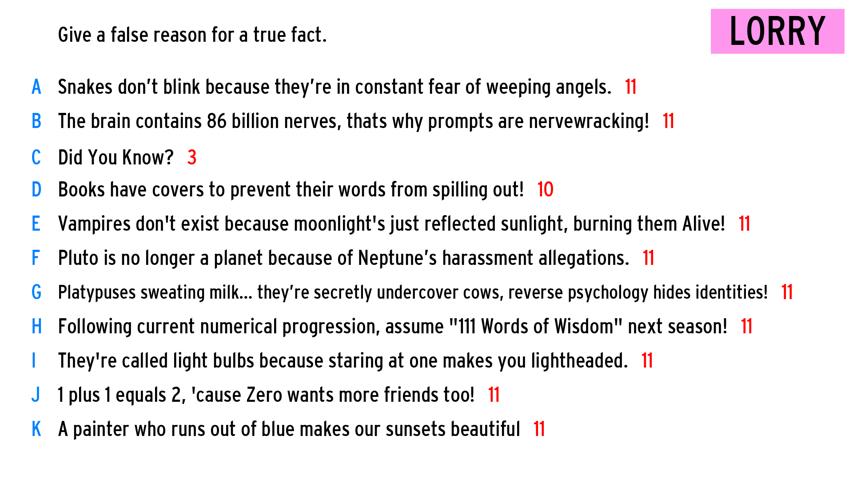 Give a false reason for a true fact.
LORRY
A Snakes don't blink because they're in constant fear of weeping angels. 11
B The brain contains 86 billion nerves, thats why prompts are nervewracking! 11
C Did You Know? 3
D Books have covers to prevent their words from spilling out! 10
E Vampires don't exist because moonlight's just reflected sunlight, burning them Alive! 11
F Pluto is no longer a planet because of Neptune's harassment allegations. 11
G Platypuses sweating milk... they're secretly undercover cows, reverse psychology hides identities! 11
H Following current numerical progression, assume "111 Words of Wisdom" next season! 11
I They're called light bulbs because staring at one makes you lightheaded. 11
J 1 plus 1 equals 2, 'cause Zero wants more friends too! 11
K A painter who runs out of blue makes our sunsets beautiful 11